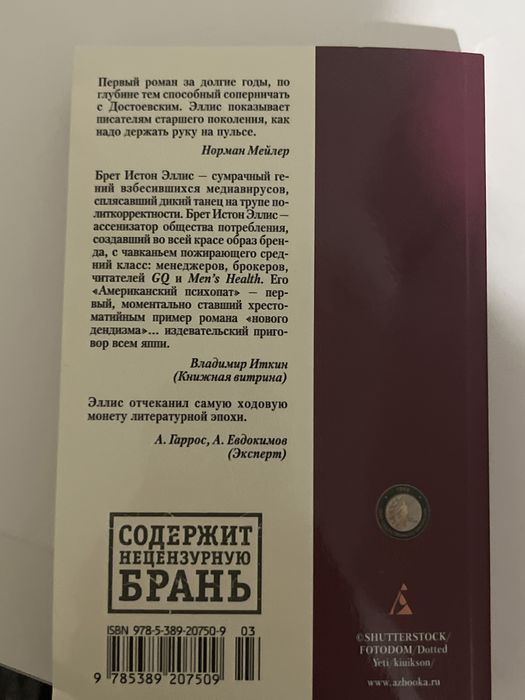 Первый роман за долгие годы, по
глубине тем способный соперничать
с Достоевским. Эллис показывает
писателям старшего поколения, как
надо держать руку на пульсе.
Норман Мейлер
Брет Истон Эллис — сумрачный ге-
ний взбесившихся медиавирусов,
сплясавший дикий танец на трупе по-
литкорректности. Брет Истон Эллис —
ассенизатор общества потребления,
создавший во всей красе образ брен-
да, с чавканьем пожирающего сред-
ний класс: менеджеров, брокеров,
читателей GQ и Men's Health. Его
«Американский психопат» — пер-
вый, моментально ставший хресто-
матийным пример романа «нового
дендизма»... издевательский приго-
вор всем яппи.
Владимир Иткин
(Книжная витрина)
Эллис отчеканил самую ходовую
монету литературной эпохи.
А. Гаррос, А. Евдокимов
(Эксперт)
СОДЕРЖИТ
НЕЦЕНЗУРНУЮ
БРАНЬ
ISBN 978-5-389-20750-9 03
9 785389 207509
©SHUTTERSTOCK/
FOTODOM/Dotted
Yeti/kiuikson/
www.azbooka.ru